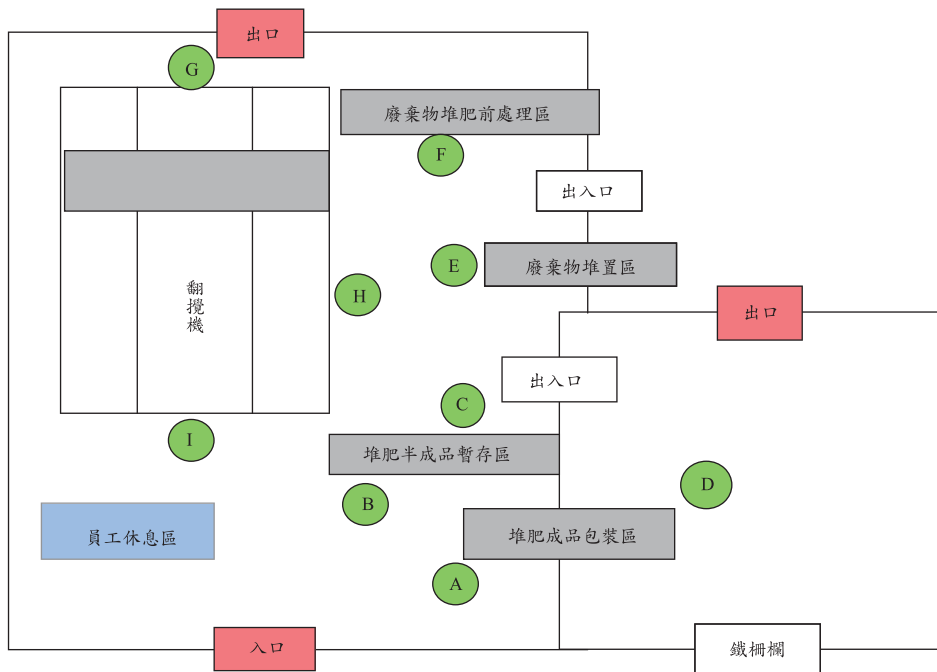 出口
G
廢棄物堆肥前處理區
F
出入口
E
廢棄物堆置區
翻攪機
H
出口
出入口
C
I
堆肥半成品暫存區
D
B
員工休息區
堆肥成品包裝區
A
入口
鐵柵欄